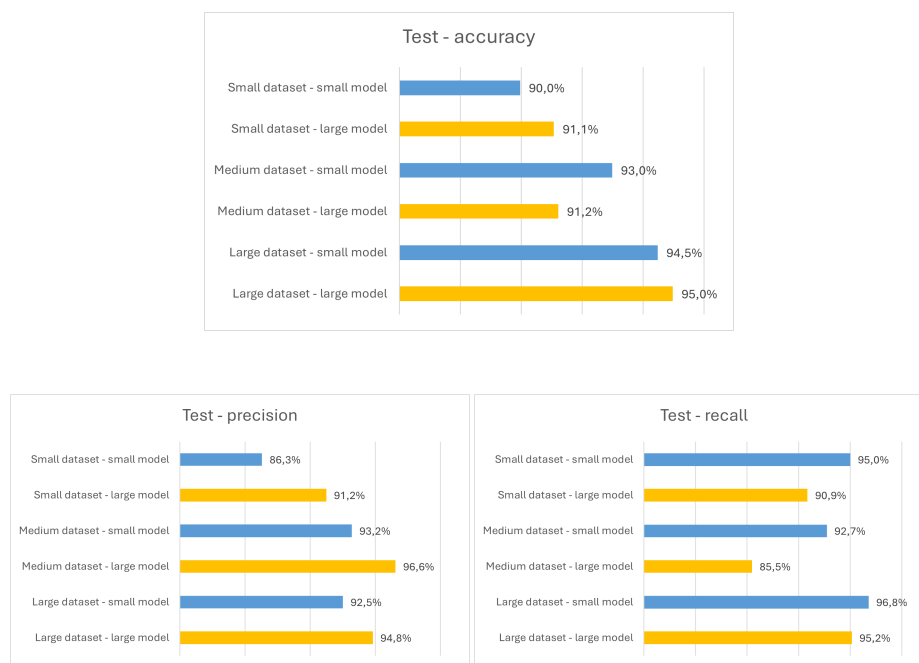 Test - accuracy
Small dataset - small model 90,0%
Small dataset - large model 91,1%
Medium dataset - small model 93,0%
Medium dataset - large model 91,2%
Large dataset - small model 94,5%
Large dataset - large model 95,0%
Test - precision
Small dataset - small model 86,3%
Small dataset - large model 91,2%
Medium dataset - small model 93,2%
Medium dataset - large model 96,6%
Large dataset - small model 92,5%
Large dataset - large model 94,8%
Test - recall
Small dataset - small model 95,0%
Small dataset - large model 90,9%
Medium dataset - small model 92,7%
Medium dataset - large model 85,5%
Large dataset - small model 96,8%
Large dataset - large model 95,2%